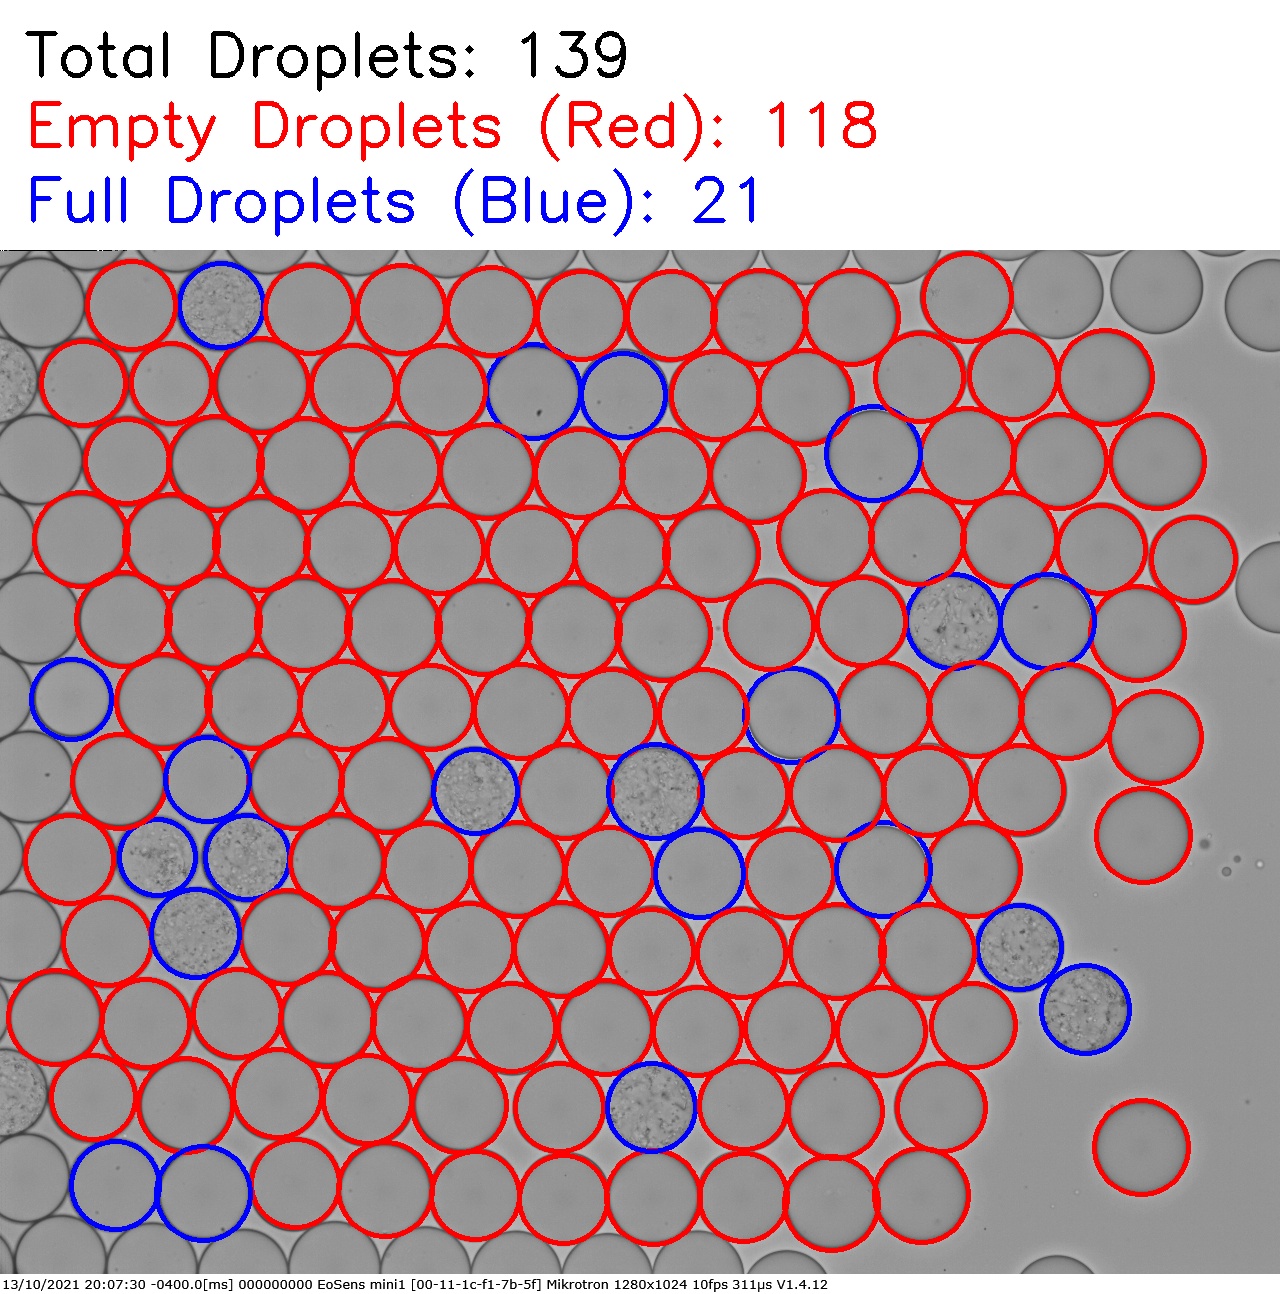 Total Droplets: 139
Empty Droplets (Red): 118
Full Droplets (Blue): 21
13/10/2021 20:07:30 -0400.0[ms] 000000000 EoSens mini1 [00-11-1c-f1-7b-5f] Mikrotron 1280x1024 10fps 311µs V1.4.12